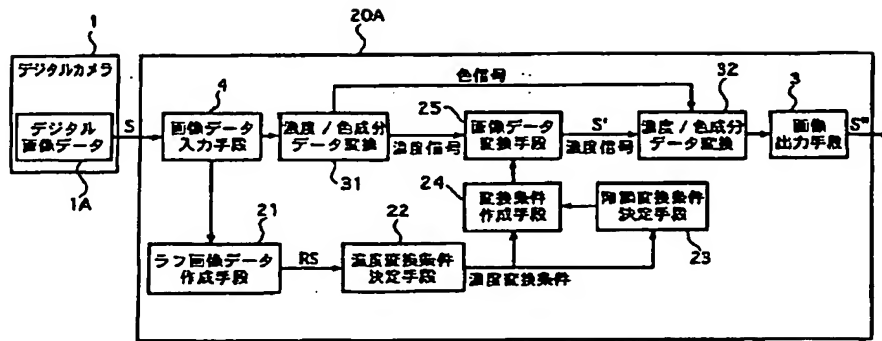 20A
1
デジタルカメラ
デジタル
画像データ
1A
S
4
画像データ
入力手段
濃度/色成分
データ変換
31
色信号
濃度信号
25
画像データ
変換手段
S'
濃度信号
32
濃度/色成分
データ変換
3
画像
出力手段
S"
24
変換条件
作成手段
階調変換条件
決定手段
23
21
ラフ画像データ
作成手段
RS
22
濃度変換条件
決定手段
濃度変換条件